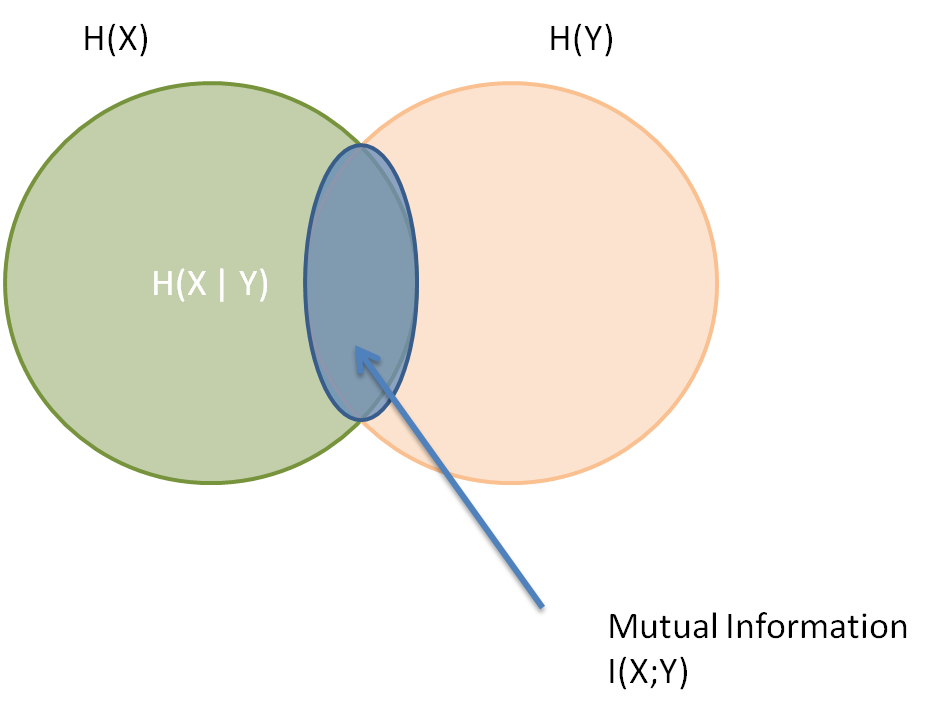 H(X)
H(Y)
H(X | Y)
Mutual Information
I(X;Y)